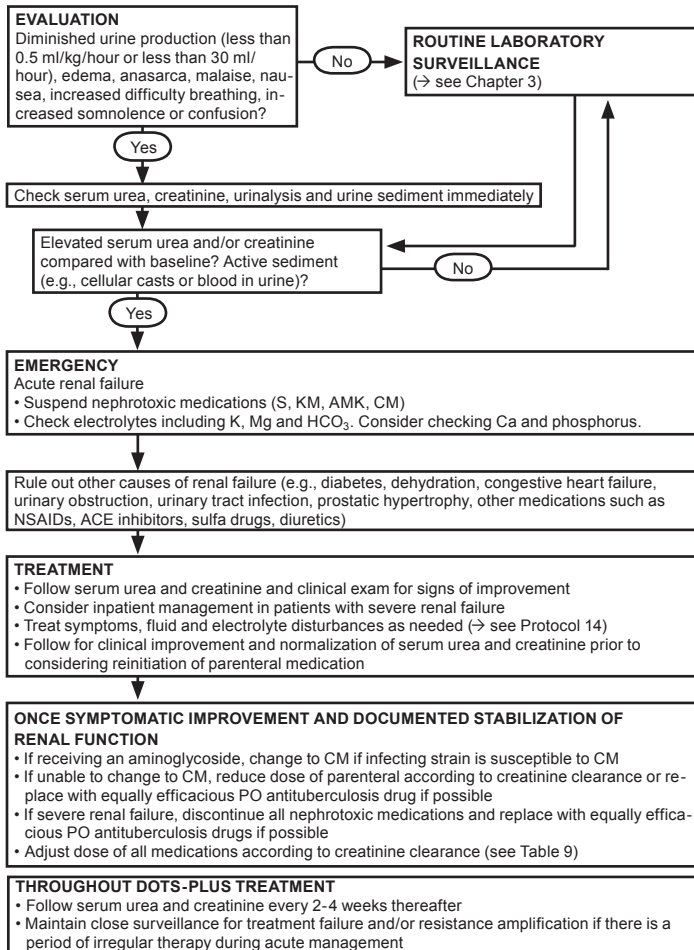 EVALUATION
Diminished urine production (less than
0.5 ml/kg/hour or less than 30 ml/
hour), edema, anasarca, malaise, nau-
sea, increased difficulty breathing, in-
creased somnolence or confusion?
No
ROUTINE LABORATORY
SURVEILLANCE
(→ see Chapter 3)
Yes
Check serum urea, creatinine, urinalysis and urine sediment immediately
Elevated serum urea and/or creatinine
compared with baseline? Active sediment
(e.g., cellular casts or blood in urine)?
No
Yes
EMERGENCY
Acute renal failure
• Suspend nephrotoxic medications (S, KM, AMK, CM)
• Check electrolytes including K, Mg and HCO₃. Consider checking Ca and phosphorus.
Rule out other causes of renal failure (e.g., diabetes, dehydration, congestive heart failure,
urinary obstruction, urinary tract infection, prostatic hypertrophy, other medications such as
NSAIDs, ACE inhibitors, sulfa drugs, diuretics)
TREATMENT
• Follow serum urea and creatinine and clinical exam for signs of improvement
• Consider inpatient management in patients with severe renal failure
• Treat symptoms, fluid and electrolyte disturbances as needed (→ see Protocol 14)
• Follow for clinical improvement and normalization of serum urea and creatinine prior to
considering reinitiation of parenteral medication
ONCE SYMPTOMATIC IMPROVEMENT AND DOCUMENTED STABILIZATION OF
RENAL FUNCTION
• If receiving an aminoglycoside, change to CM if infecting strain is susceptible to CM
• If unable to change to CM, reduce dose of parenteral according to creatinine clearance or re-
place with equally efficacious PO antituberculosis drug if possible
• If severe renal failure, discontinue all nephrotoxic medications and replace with equally effica-
cious PO antituberculosis drugs if possible
• Adjust dose of all medications according to creatinine clearance (see Table 9)
THROUGHOUT DOTS-PLUS TREATMENT
• Follow serum urea and creatinine every 2-4 weeks thereafter
• Maintain close surveillance for treatment failure and/or resistance amplification if there is a
period of irregular therapy during acute management